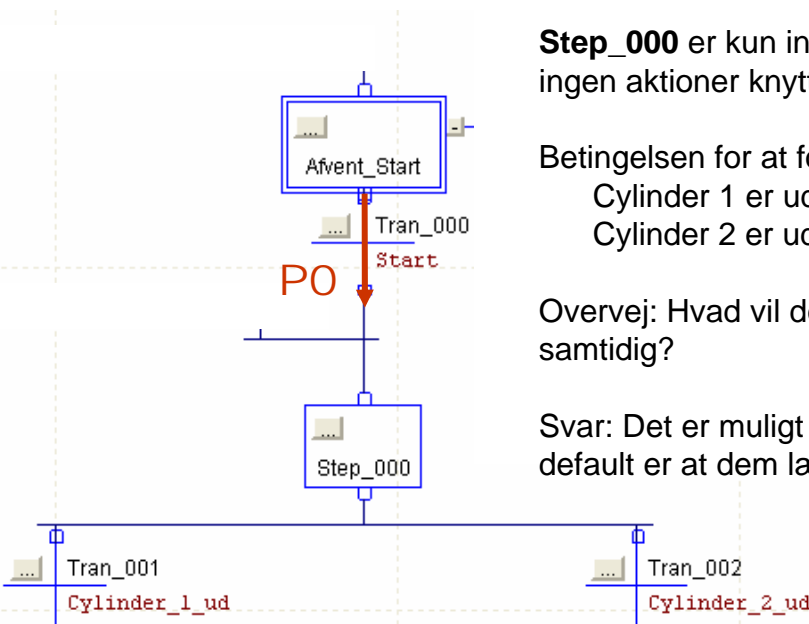 Step_000 er kun in
ingen aktioner knyt
Betingelsen for at f
Cylinder 1 er ud
Cylinder 2 er ud
Overvej: Hvad vil d
samtidig?
Svar: Det er muligt
default er at dem la
...
Afvent_Start
...
Tran_000
Start
P0
...
Step_000
...
Tran_001
Cylinder_1_ud
...
Tran_002
Cylinder_2_ud